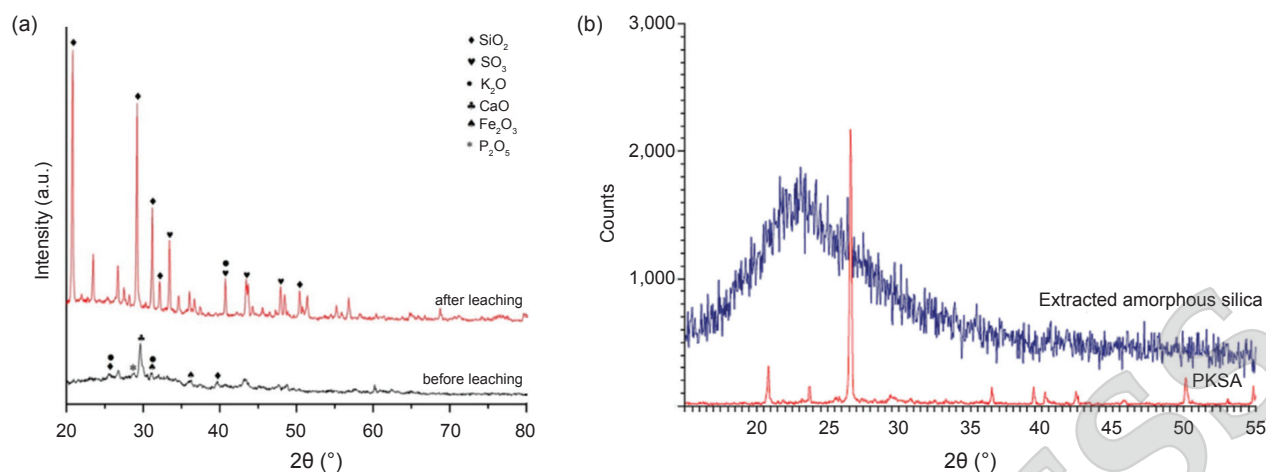 (a)
Intensity (a.u.)
◆ SiO₂
♥ SO₃
● K₂O
♣ CaO
▲ Fe₂O₃
* P₂O₅
after leaching
before leaching
20 30 40 50 60 70 80
2θ (°)
(b)
Counts
3,000
2,000
1,000
0
Extracted amorphous silica
PKSA
20 25 30 35 40 45 50 55
2θ (°)
ESS